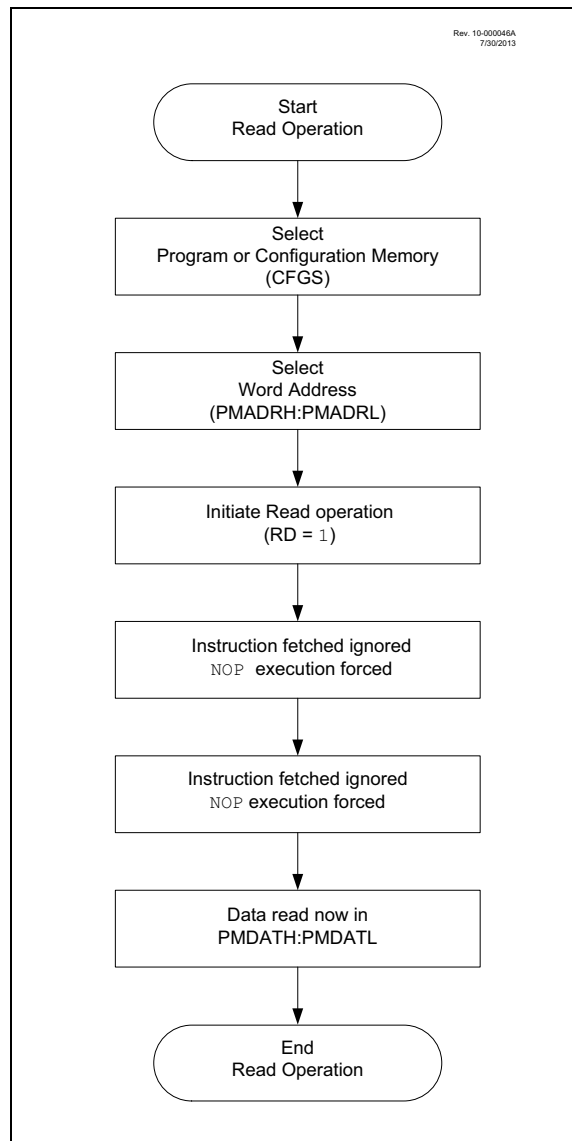 Rev. 10-000046A
7/30/2013
Start
Read Operation
Select
Program or Configuration Memory
(CFGS)
Select
Word Address
(PMADRH:PMADRL)
Initiate Read operation
(RD = 1)
Instruction fetched ignored
NOP execution forced
Instruction fetched ignored
NOP execution forced
Data read now in
PMDATH:PMDATL
End
Read Operation